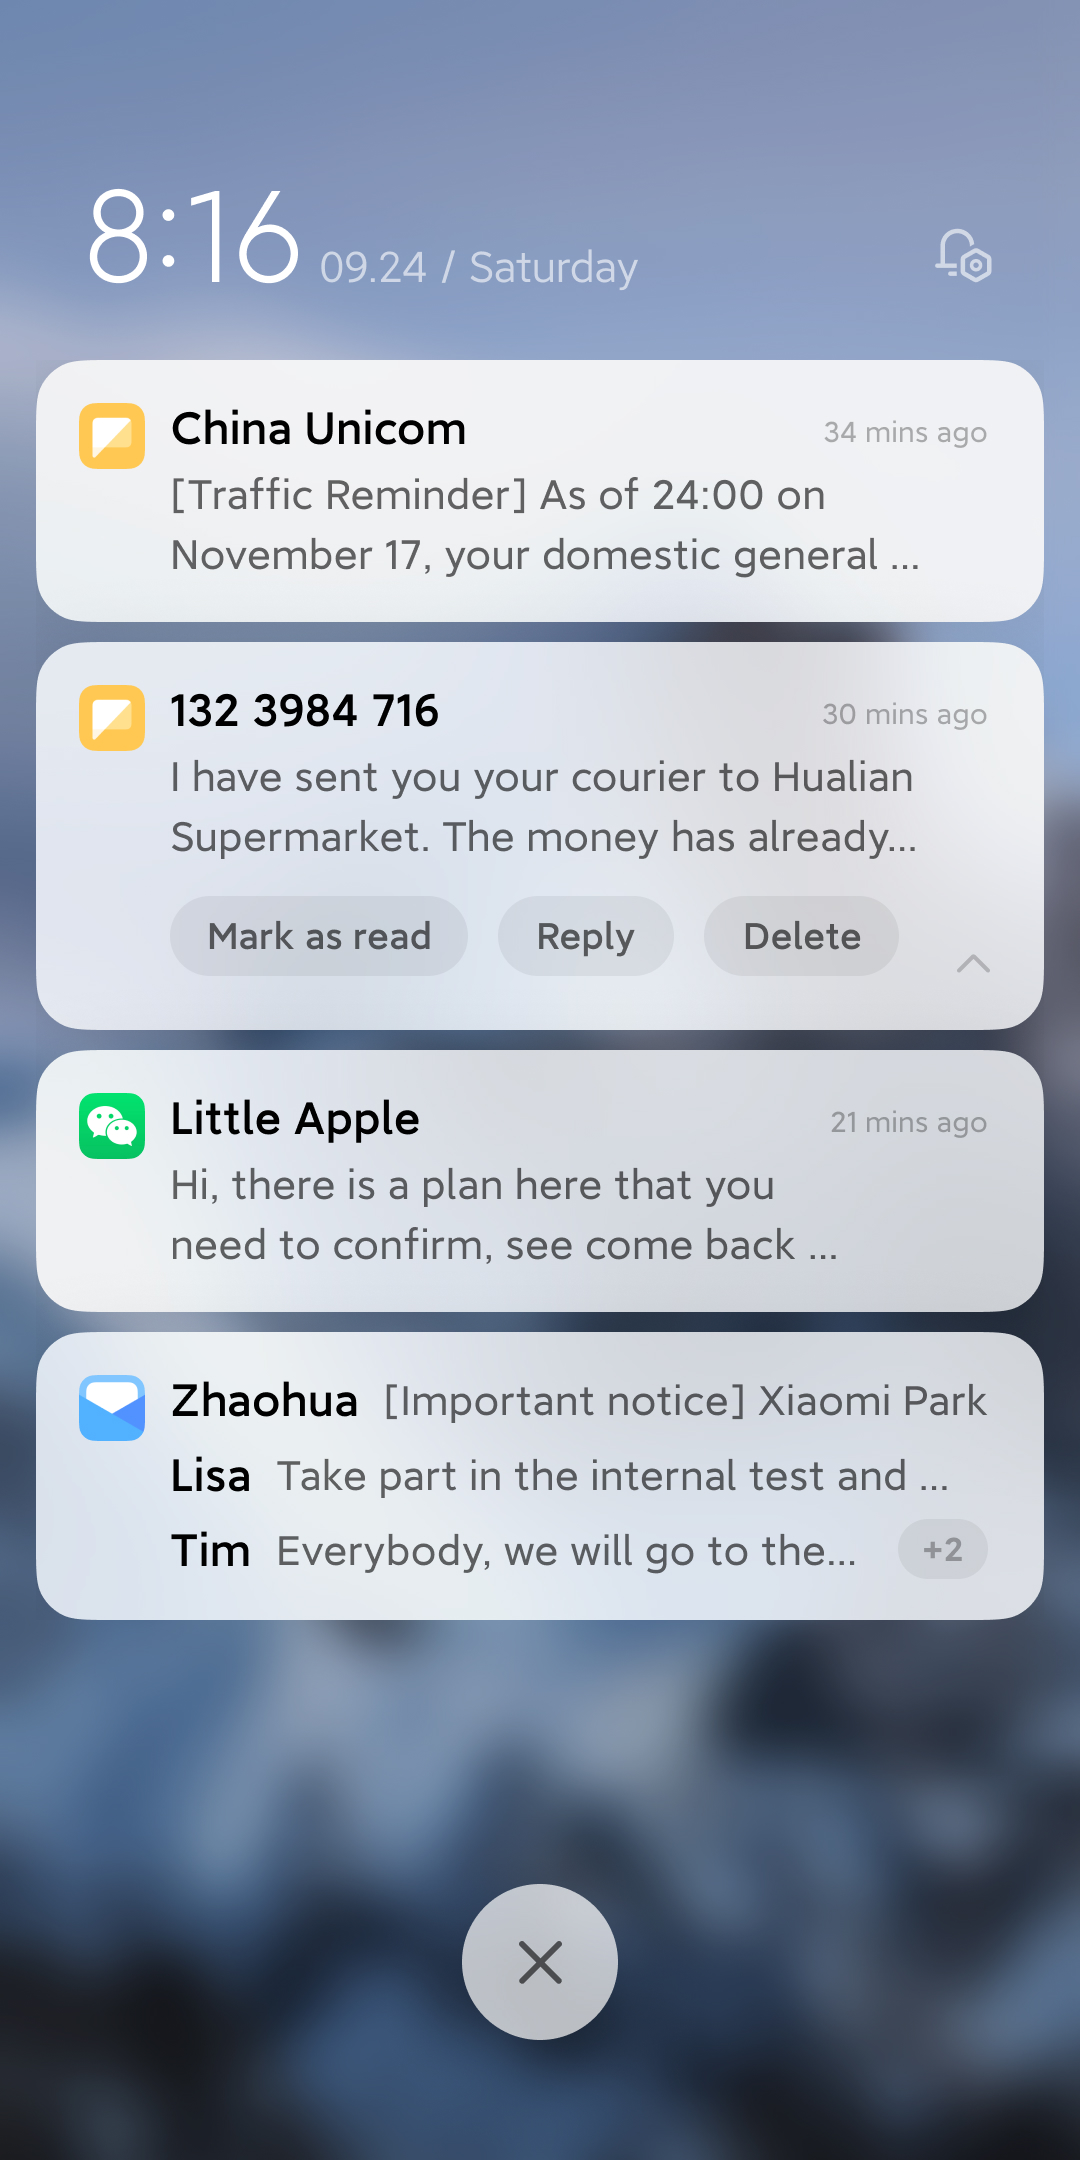 8:16 09.24 / Saturday
China Unicom 34 mins ago
[Traffic Reminder] As of 24:00 on
November 17, your domestic general ...
132 3984 716 30 mins ago
I have sent you your courier to Hualian
Supermarket. The money has already...
Mark as read Reply Delete
Little Apple 21 mins ago
Hi, there is a plan here that you
need to confirm, see come back ...
Zhaohua [Important notice] Xiaomi Park
Lisa Take part in the internal test and ...
Tim Everybody, we will go to the... +2